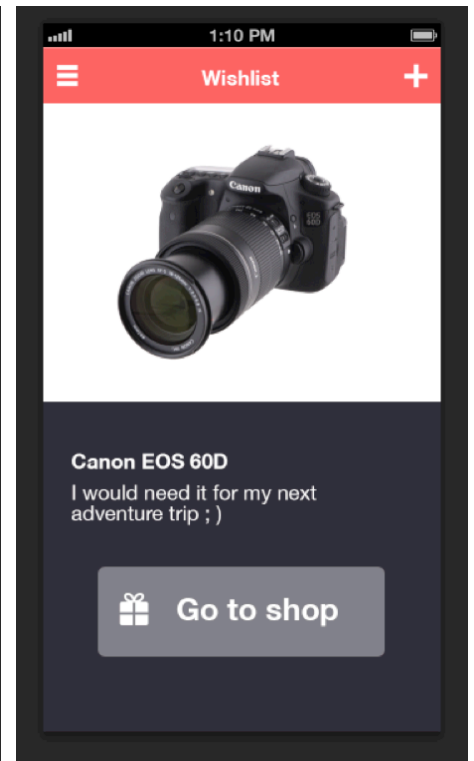 1:10 PM
Wishlist
Canon
EOS
60D
Canon EOS 60D
I would need it for my next
adventure trip ; )
Go to shop